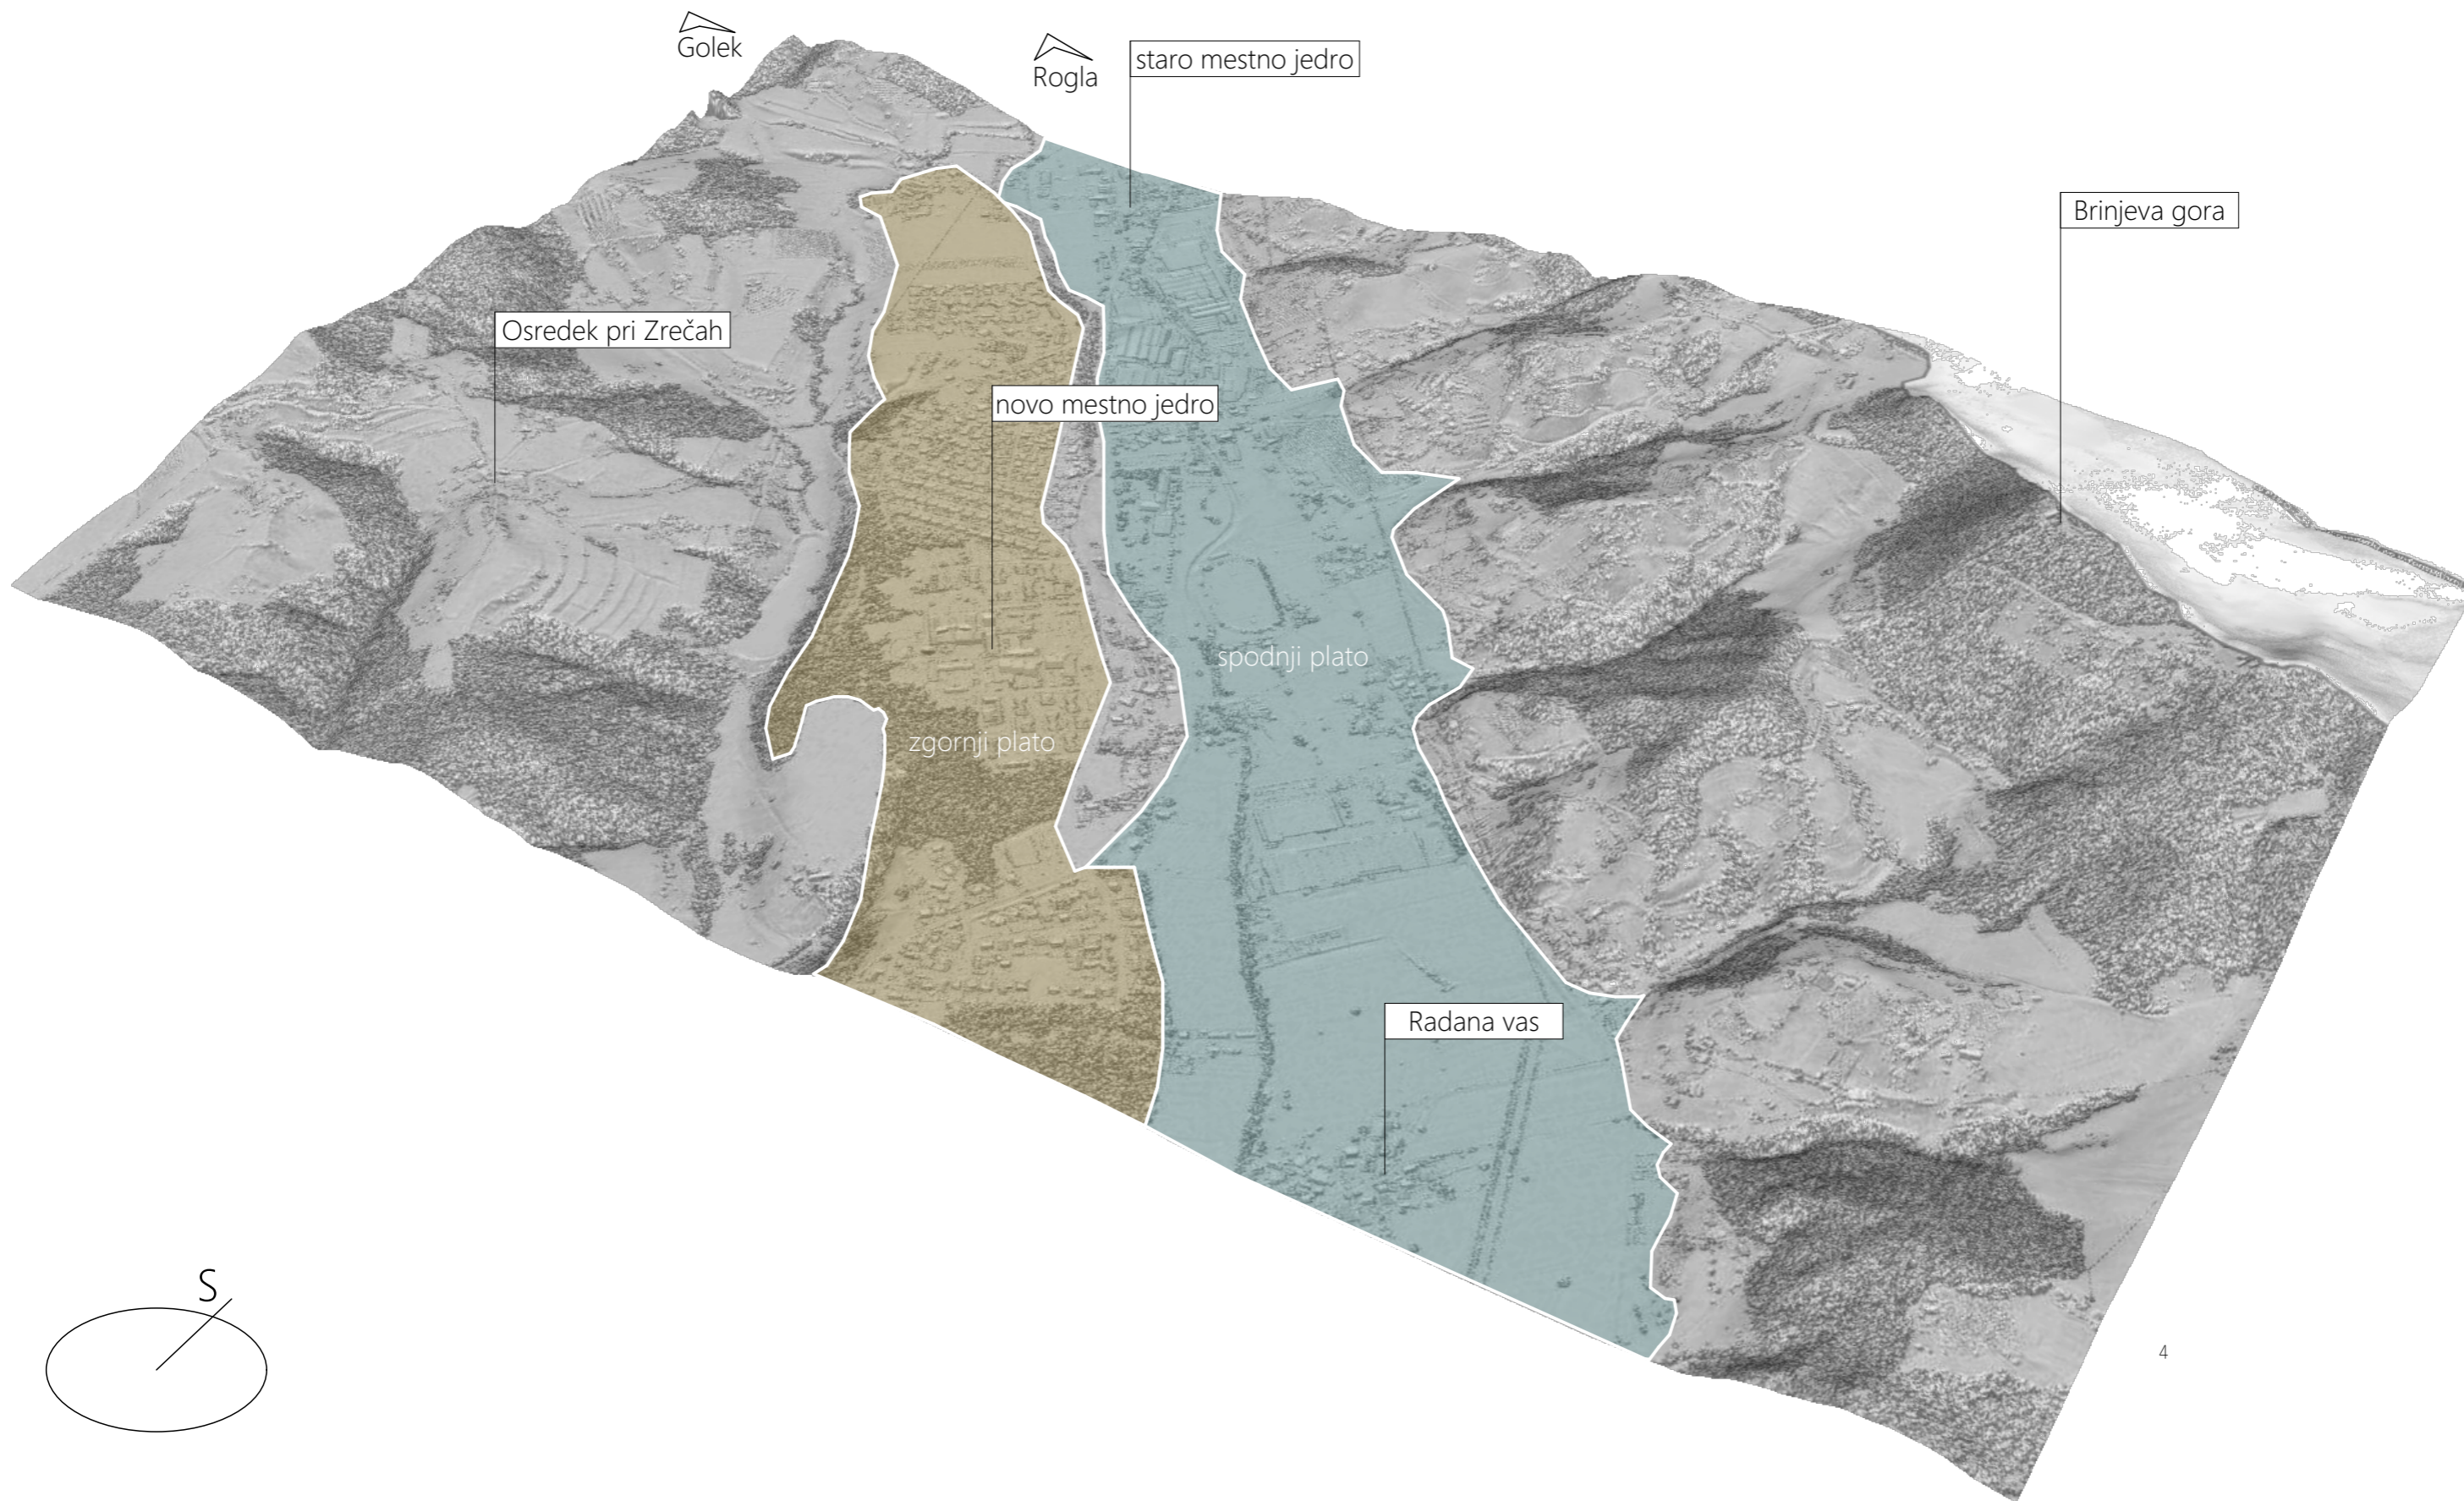 Golek
Rogla
staro mestno jedro
Brinjeva gora
Osredek pri Zrečah
novo mestno jedro
spodnji plato
zgornji plato
Radana vas
S
4